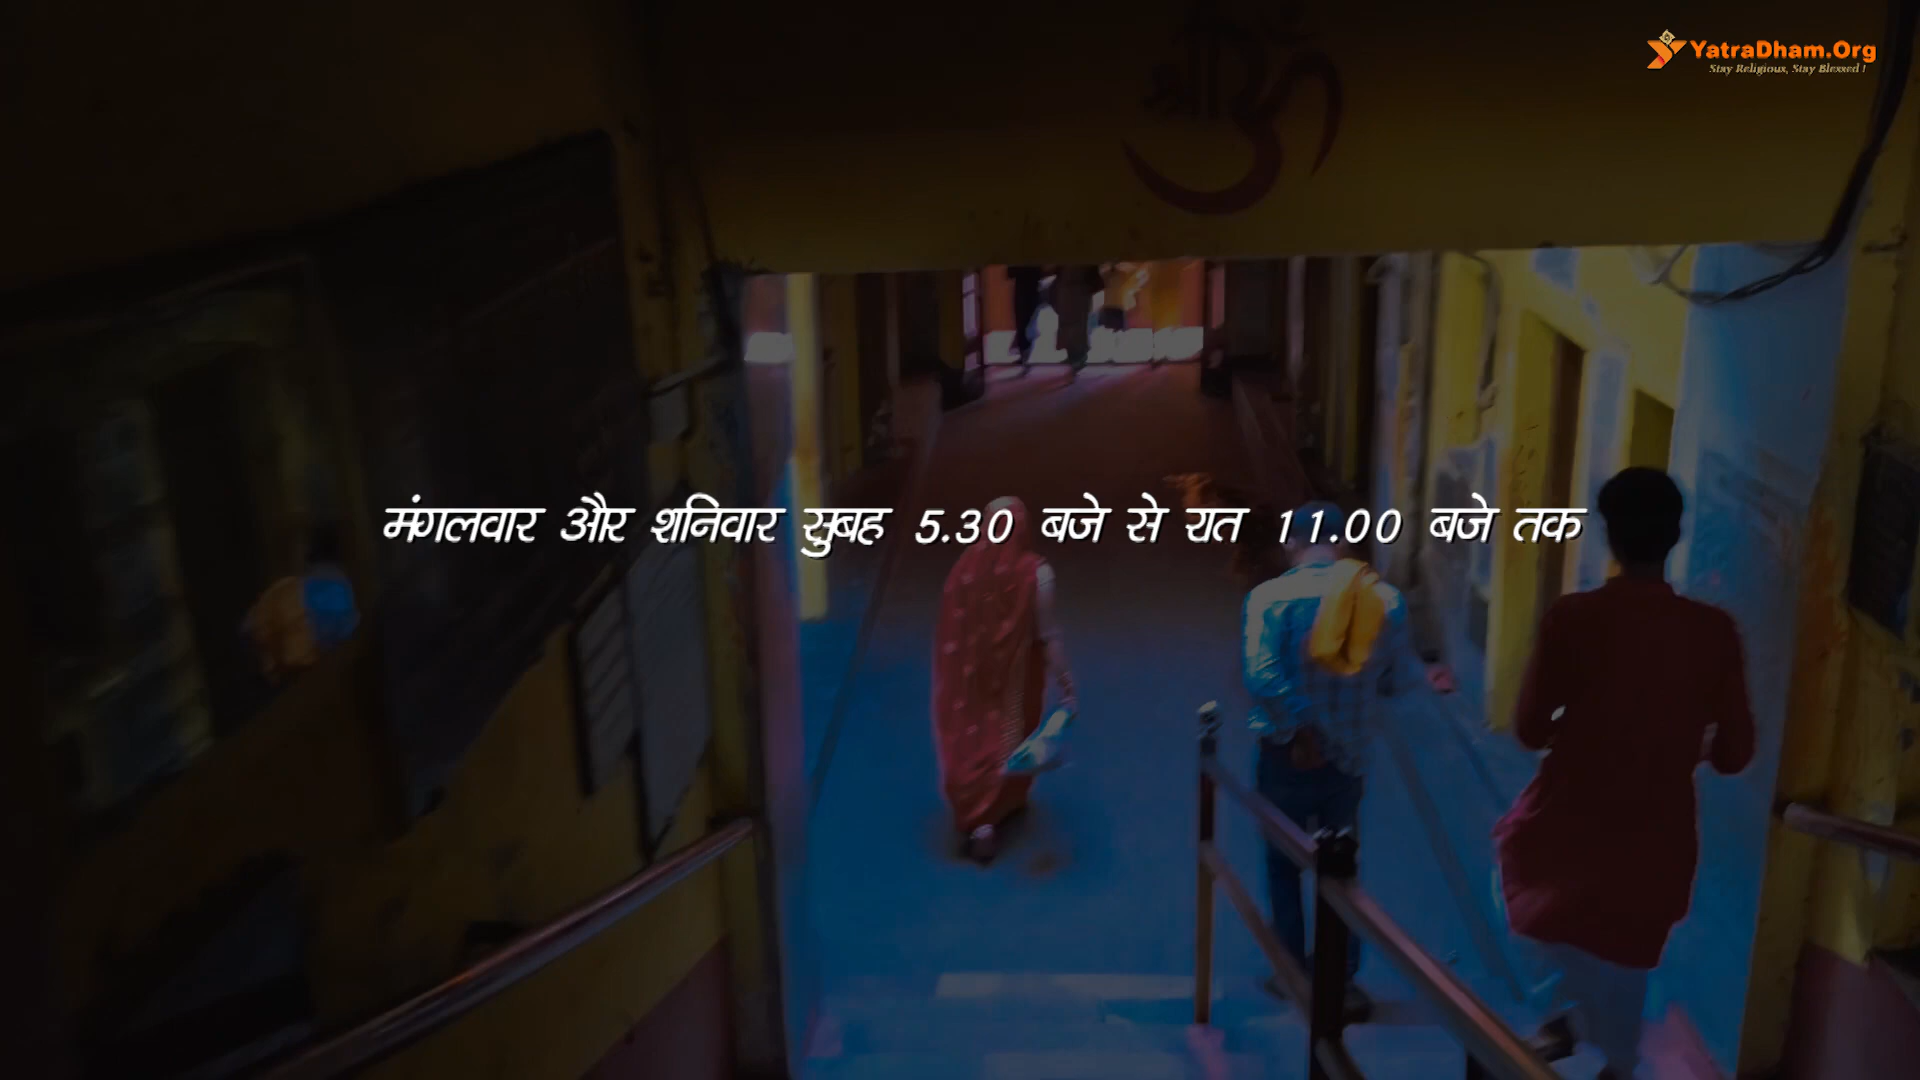 श्री ॐ
YatraDham.Org
Stay Religious, Stay Blessed !
मंगलवार और शनिवार सुबह 5.30 बजे से रात 11.00 बजे तक